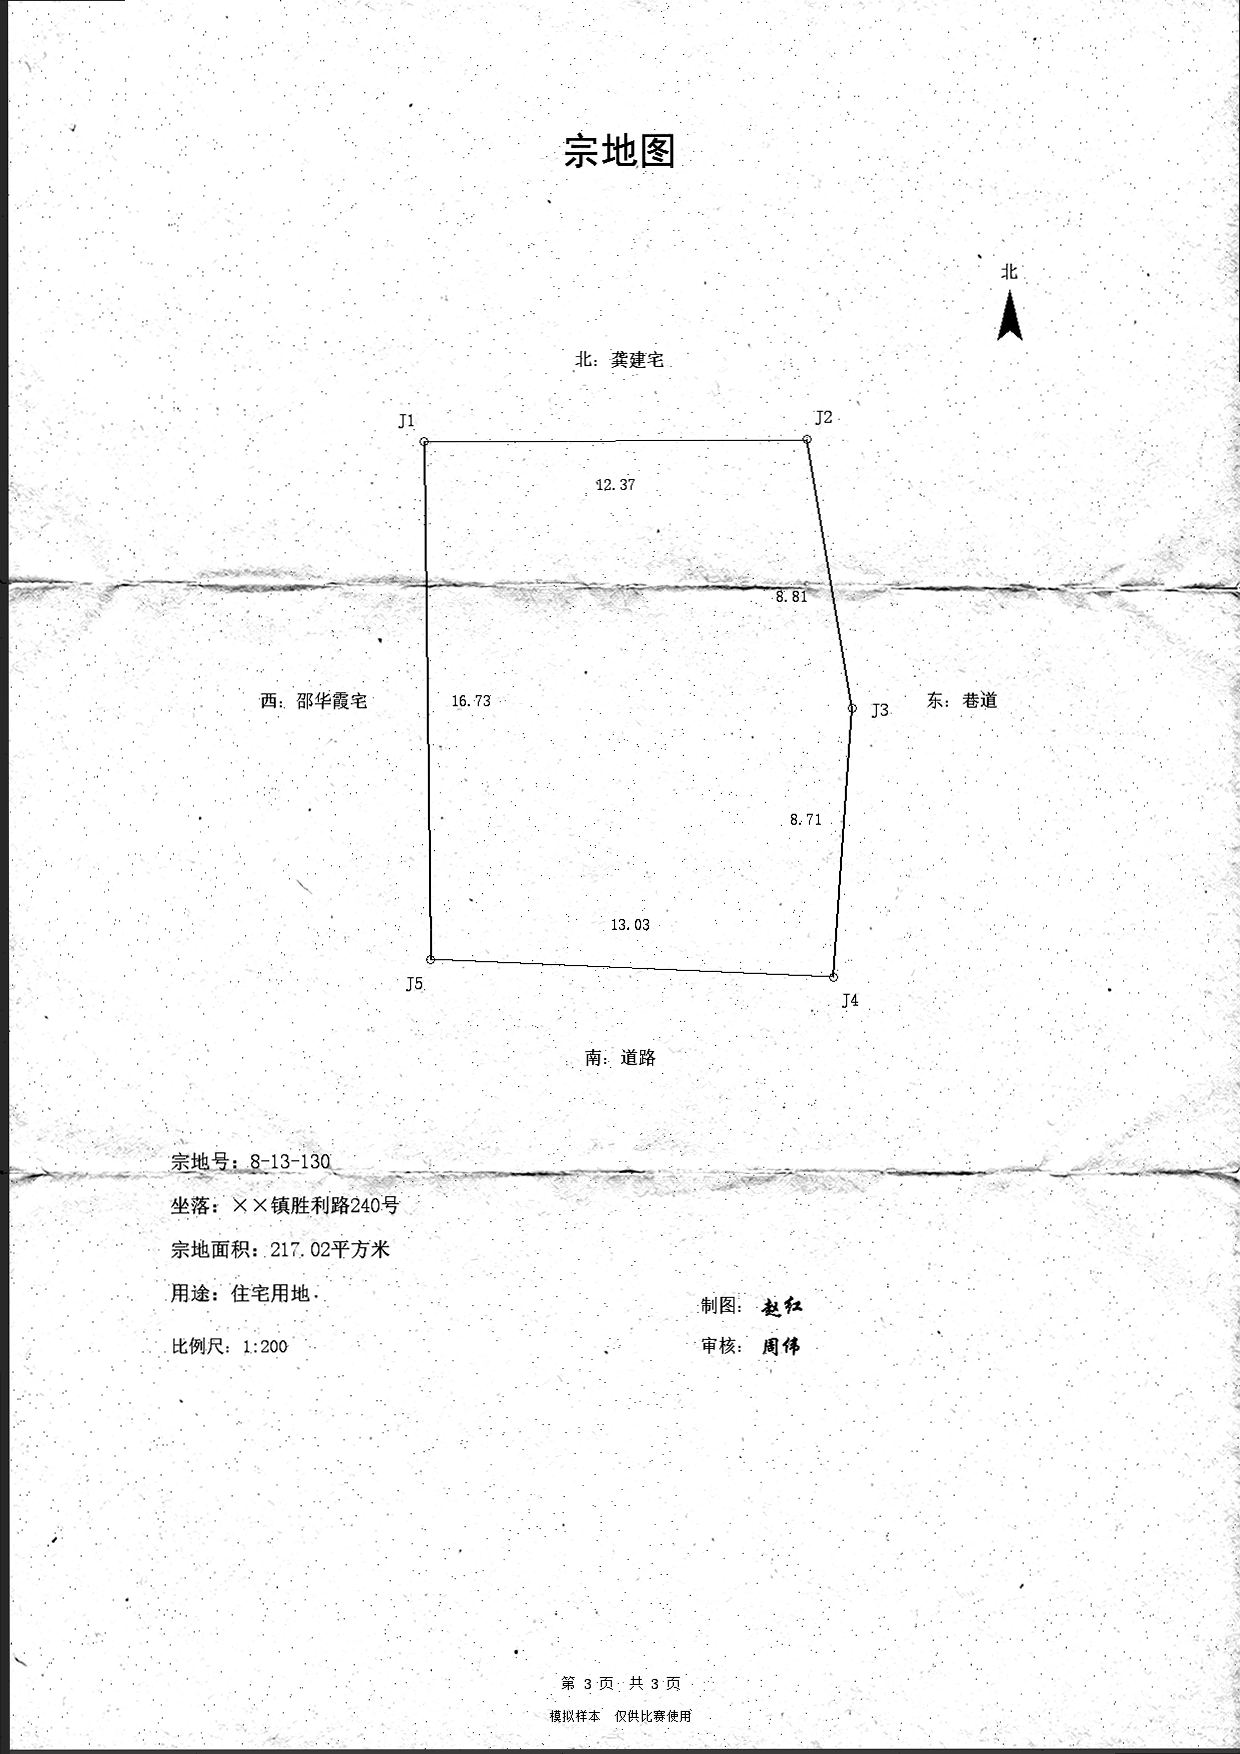 宗地图
北
北：龚建宅
J1
J2
12.37
8.81
西：邵华霞宅
16.73
J3
东：巷道
8.71
13.03
J5
J4
南：道路
宗地号：8-13-130
坐落：××镇胜利路240号
宗地面积：217.02平方米
用途：住宅用地
制图：赵红
比例尺：1:200
审核：周伟
第 3 页 共 3 页
模拟样本 仅供比赛使用